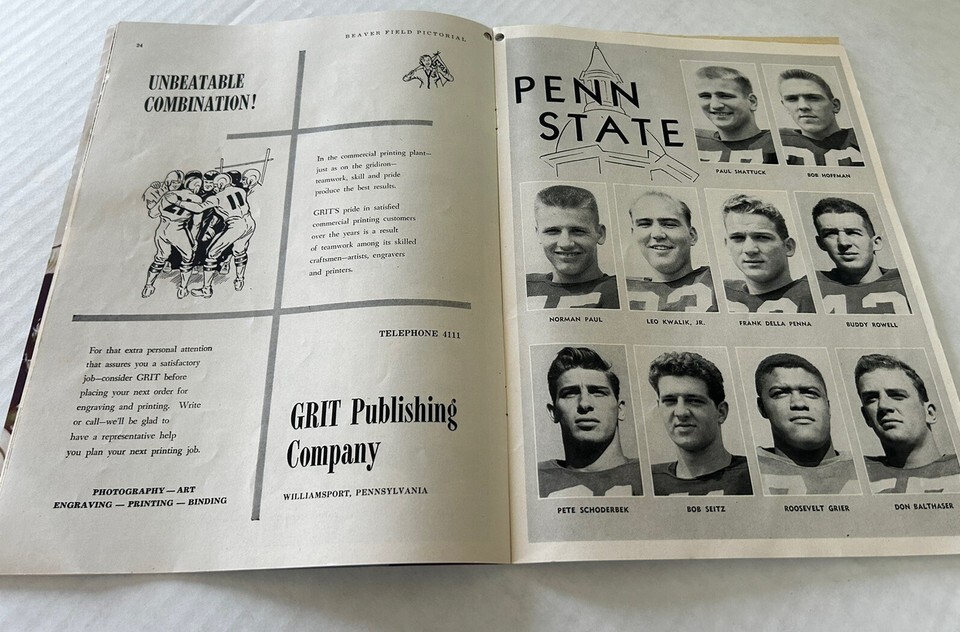 34
BEAVER FIELD PICTORIAL
UNBEATABLE
COMBINATION!
In the commercial printing plant—
just as on the gridiron—
teamwork, skill and pride
produce the best results.
GRIT'S pride in satisfied
commercial printing customers
over the years is a result
of teamwork among its skilled
craftsmen—artists, engravers
and printers.
TELEPHONE 4111
For that extra personal attention
that assures you a satisfactory
job—consider GRIT before
placing your next order for
engraving and printing. Write
or call—we'll be glad to
have a representative help
you plan your next printing job.
GRIT Publishing
Company
WILLIAMSPORT, PENNSYLVANIA
PHOTOGRAPHY — ART
ENGRAVING — PRINTING — BINDING
PENN
STATE
PAUL SHATTUCK
BOB HOFFMAN
NORMAN PAUL
LEO KWALIK, JR.
FRANK DELLA PENNA
BUDDY ROWELL
PETE SCHODERBEK
BOB SEITZ
ROOSEVELT GRIER
DON BALTHASER